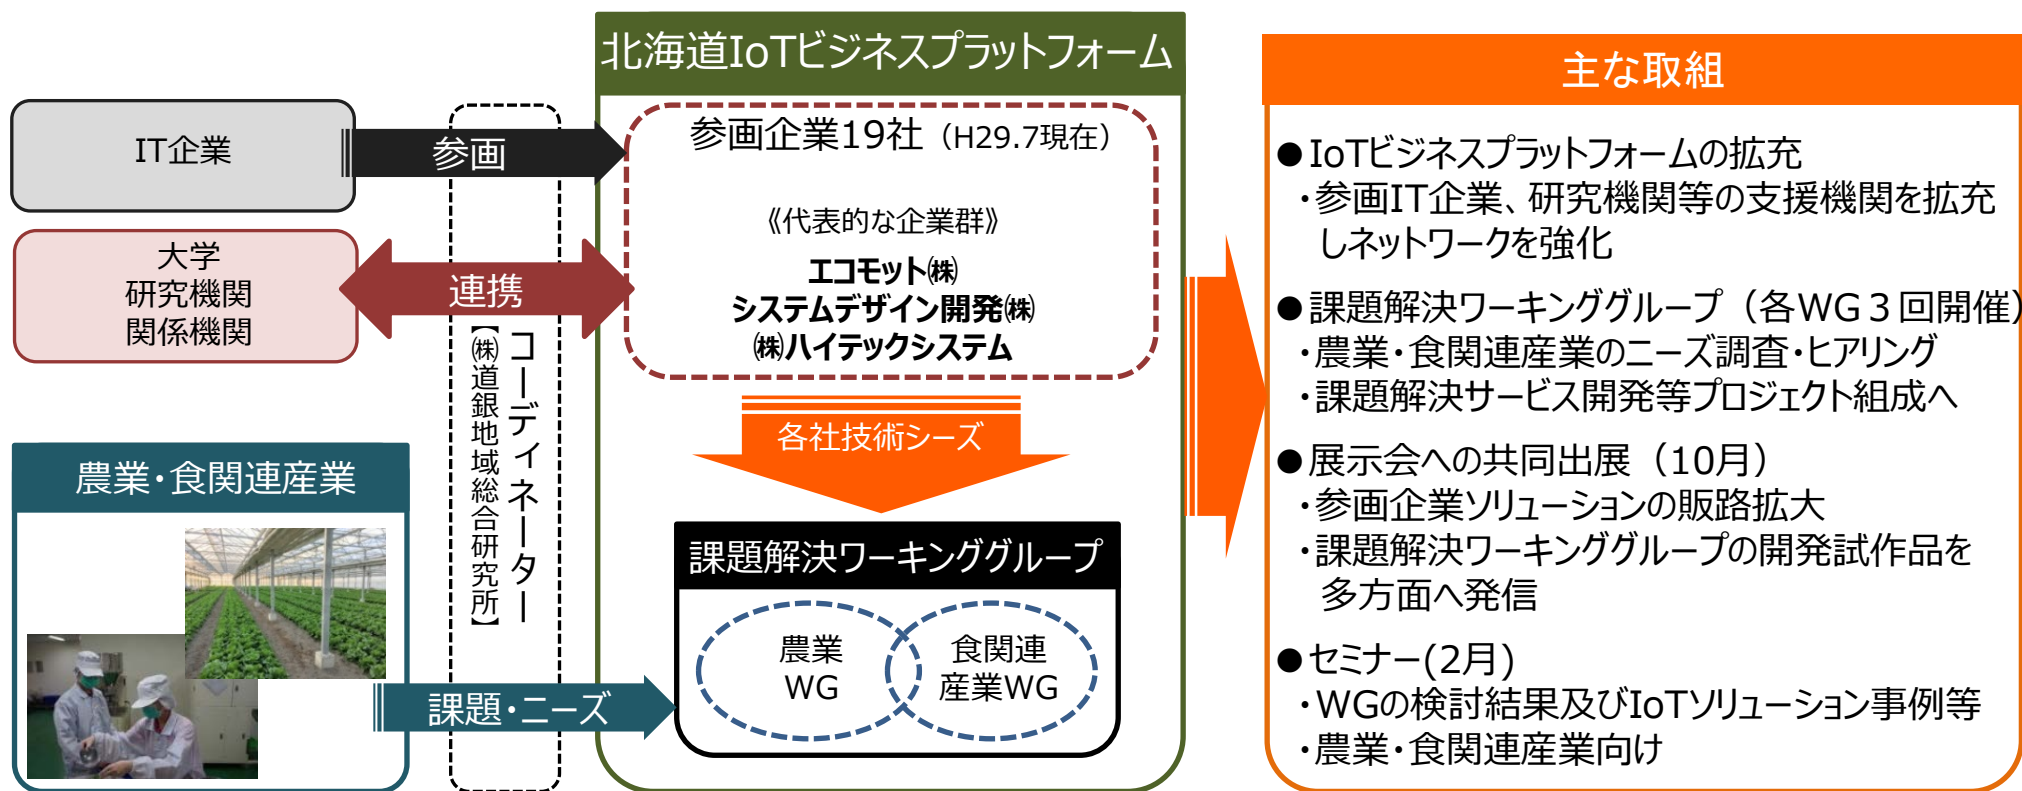 IT企業
参画
大学
研究機関
関係機関
連携
農業・食関連産業
課題・ニーズ
コーディネーター
【㈱道銀地域総合研究所】
北海道IoTビジネスプラットフォーム
参画企業19社（H29.7現在）
《代表的な企業群》
エコモット㈱
システムデザイン開発㈱
㈱ハイテックシステム
各社技術シーズ
課題解決ワーキンググループ
農業
WG
食関連
産業WG
主な取組
●IoTビジネスプラットフォームの拡充
・参画IT企業、研究機関等の支援機関を拡充
しネットワークを強化
●課題解決ワーキンググループ（各WG３回開催）
・農業・食関連産業のニーズ調査・ヒアリング
・課題解決サービス開発等プロジェクト組成へ
●展示会への共同出展（10月）
・参画企業ソリューションの販路拡大
・課題解決ワーキンググループの開発試作品を
多方面へ発信
●セミナー(2月)
・WGの検討結果及びIoTソリューション事例等
・農業・食関連産業向け